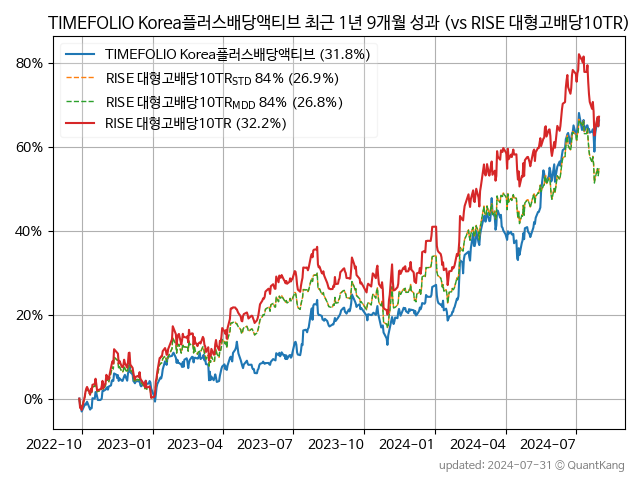 TIMEFOLIO Korea플러스배당액티브 최근 1년 9개월 성과 (vs RISE 대형고배당10TR)
TIMEFOLIO Korea플러스배당액티브 (31.8%)
RISE 대형고배당10TRSTD 84% (26.9%)
RISE 대형고배당10TRMDD 84% (26.8%)
RISE 대형고배당10TR (32.2%)
80%
60%
40%
20%
0%
2022-10 2023-01 2023-04 2023-07 2023-10 2024-01 2024-04 2024-07
updated: 2024-07-31 © QuantKang